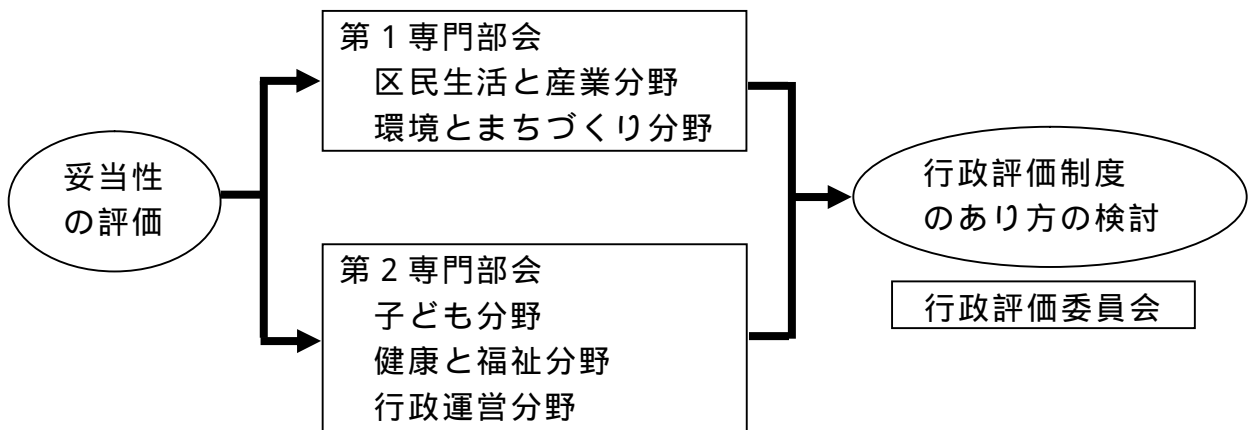 妥当性
の評価
第１専門部会
区民生活と産業分野
環境とまちづくり分野
第２専門部会
子ども分野
健康と福祉分野
行政運営分野
行政評価制度
のあり方の検討
行政評価委員会